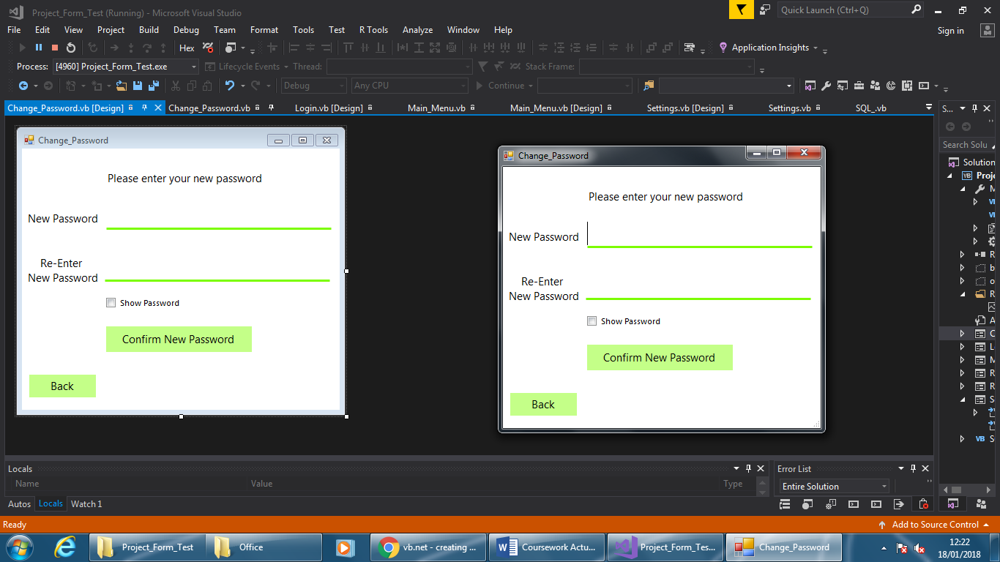 Project_Form_Test (Running) - Microsoft Visual Studio
Quick Launch (Ctrl+Q)
File Edit View Project Build Debug Team Format Tools Test R Tools Analyze Window Help
Sign in
Hex
Application Insights
Process: [4960] Project_Form_Test.exe Lifecycle Events Thread: Stack Frame:
Debug Any CPU Continue
Change_Password.vb [Design] Change_Password.vb Login.vb [Design] Main_Menu.vb Main_Menu.vb [Design] Settings.vb [Design] Settings.vb SQL_.vb
S...
Change_Password
Please enter your new password
New Password
Re-Enter
New Password
Show Password
Confirm New Password
Back
Change_Password
Please enter your new password
New Password
Re-Enter
New Password
Show Password
Confirm New Password
Back
Search Solu
Solution
VB Proje
M
VB
VB
R
b
o
R
A
C
L
M
R
R
S
VB S
Locals
Name Value Type
Autos Locals Watch 1
Error List
Entire Solution
Ready
Add to Source Control
Project_Form_Test
Office
vb.net - creating ...
Coursework Actu...
Project_Form_Tes...
Change_Password
12:22
18/01/2018